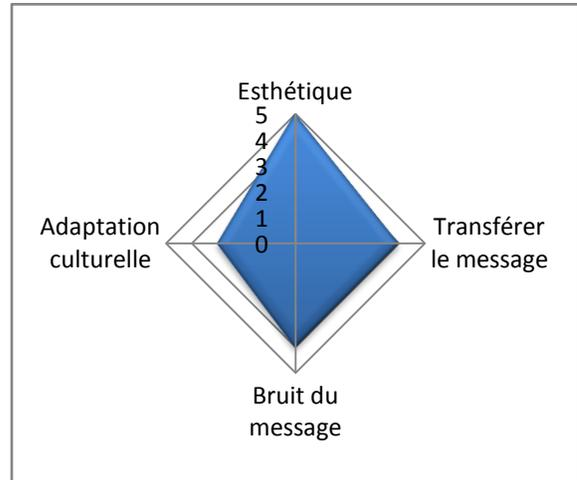 Esthétique
5
4
3
2
1
0
Adaptation
culturelle
Transférer
le message
Bruit du
message